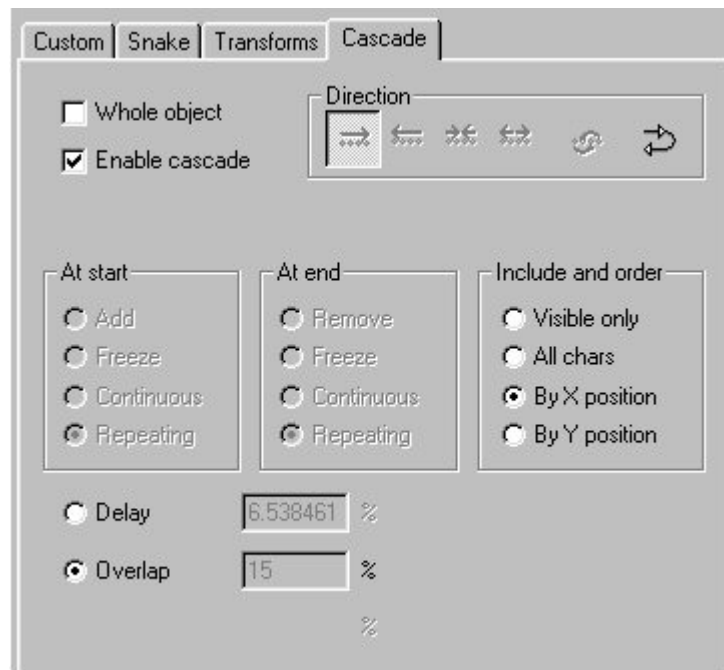 Custom Snake Transforms Cascade
Whole object
Enable cascade
Direction
At start
Add
Freeze
Continuous
Repeating
At end
Remove
Freeze
Continuous
Repeating
Include and order
Visible only
All chars
By X position
By Y position
Delay 6.538461 %
Overlap 15 %
%